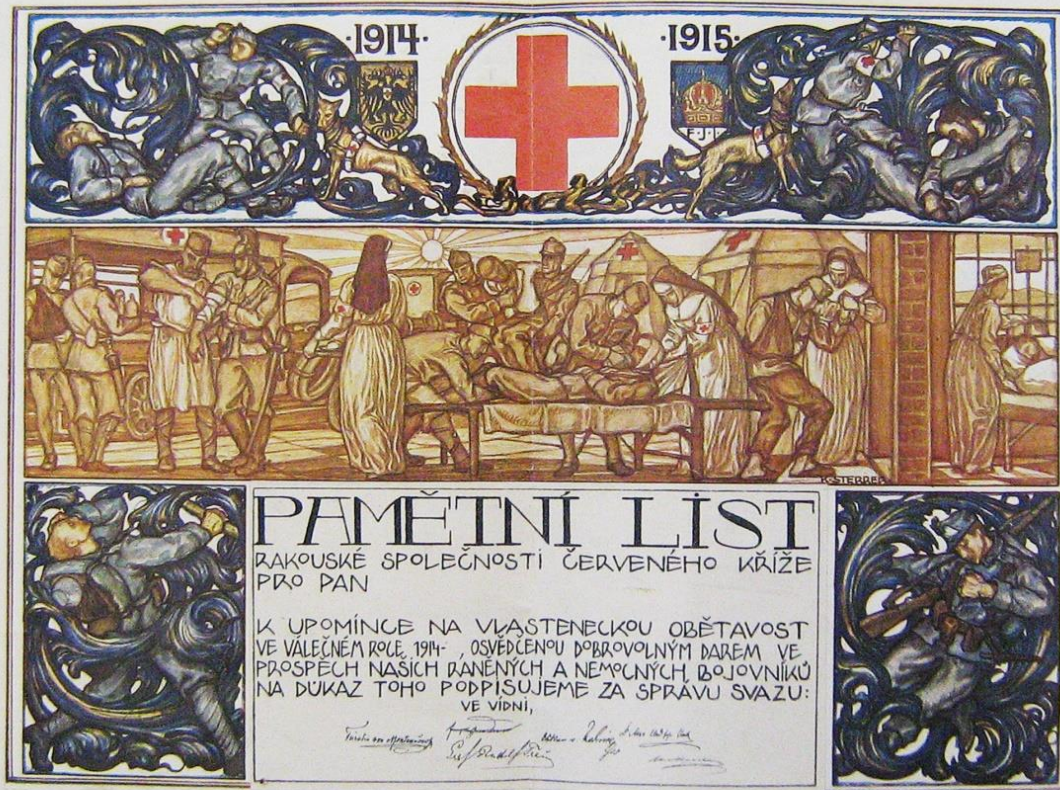 ·1914·
·1915·
F. J. I.
R. STERRER
PAMĚTNÍ LIST
RAKOUSKÉ SPOLEČNOSTI ČERVENÉHO KŘÍŽE
PRO PAN
K UPOMÍNCE NA VLASTENECKOU OBĚTAVOST
VE VÁLEČNÉM ROCE 1914- , OSVĚDČENOU DOBROVOLNÝM DAREM VE
PROSPĚCH NAŠICH RANĚNÝCH A NEMOCNÝCH BOJOVNÍKŮ
NA DŮKAZ TOHO PODPISUJEME ZA SPRÁVU SVAZU:
VE VÍDNI,